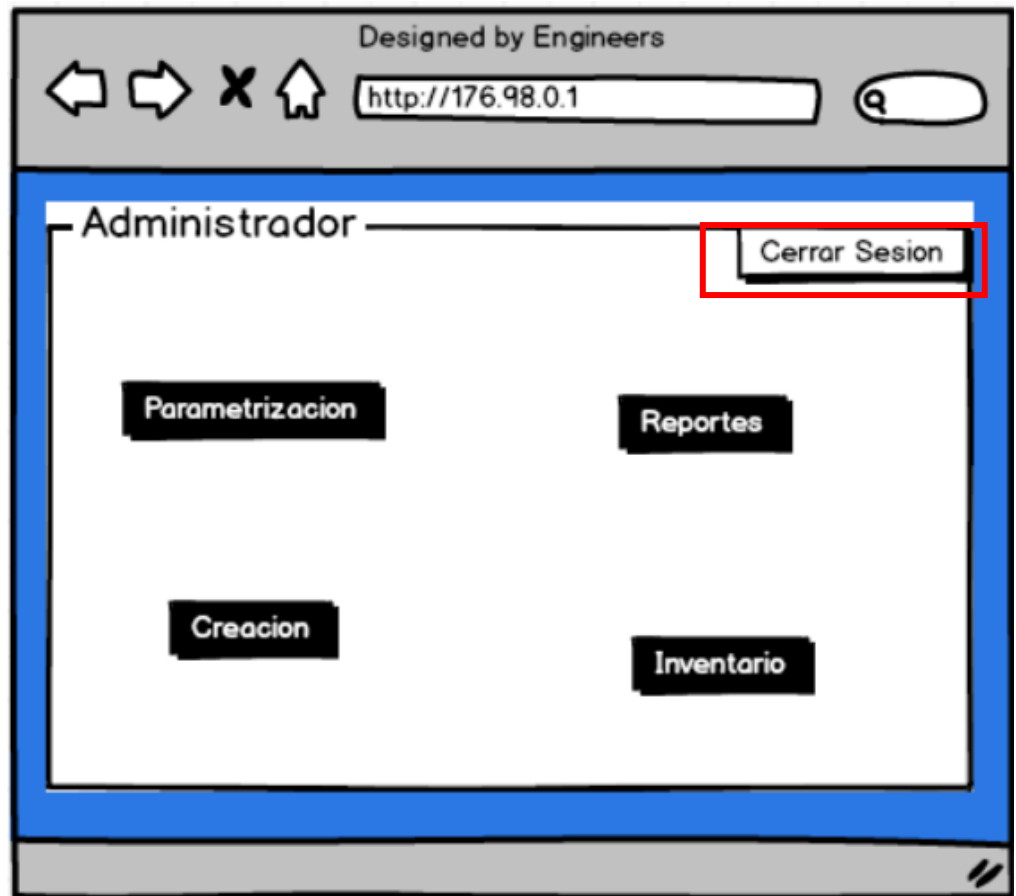 Designed by Engineers
http://176.98.0.1
Administrador
Cerrar Sesion
Parametrizacion
Reportes
Creacion
Inventario